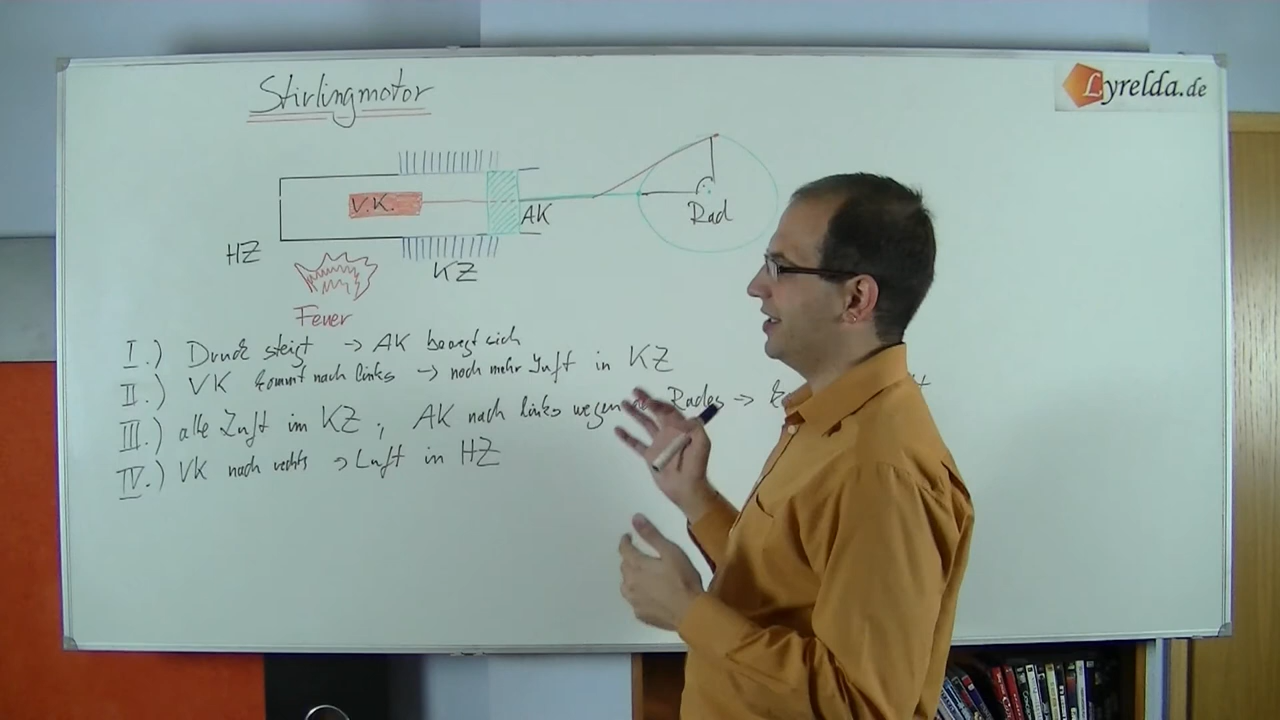 Stirlingmotor
Lyrelda.de
V.K.
AK
Rad
HZ
KZ
Feuer
I.) Druck steigt → AK bewegt sich
II.) VK kommt nach links → noch mehr Luft in KZ
III.) alle Luft im KZ, AK nach links wegen Rades →
IV.) VK nach rechts → Luft in HZ